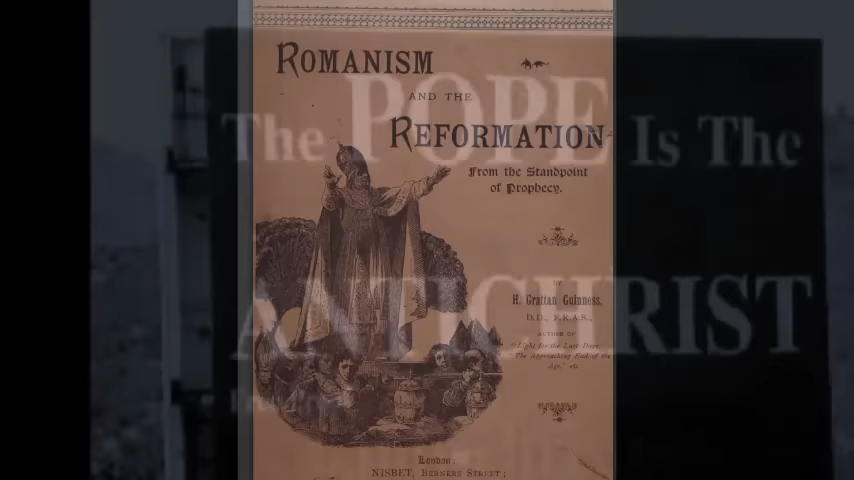 ROMANISM
AND THE
REFORMATION
From the Standpoint
of Prophecy.
BY
H. Grattan Guinness,
D.D., F.R.A.S.,
AUTHOR OF
"Light for the Last Days,"
"The Approaching End of the
Age," etc.
London:
NISBET, BERNERS STREET;
The POPE Is The
ANTICHRIST